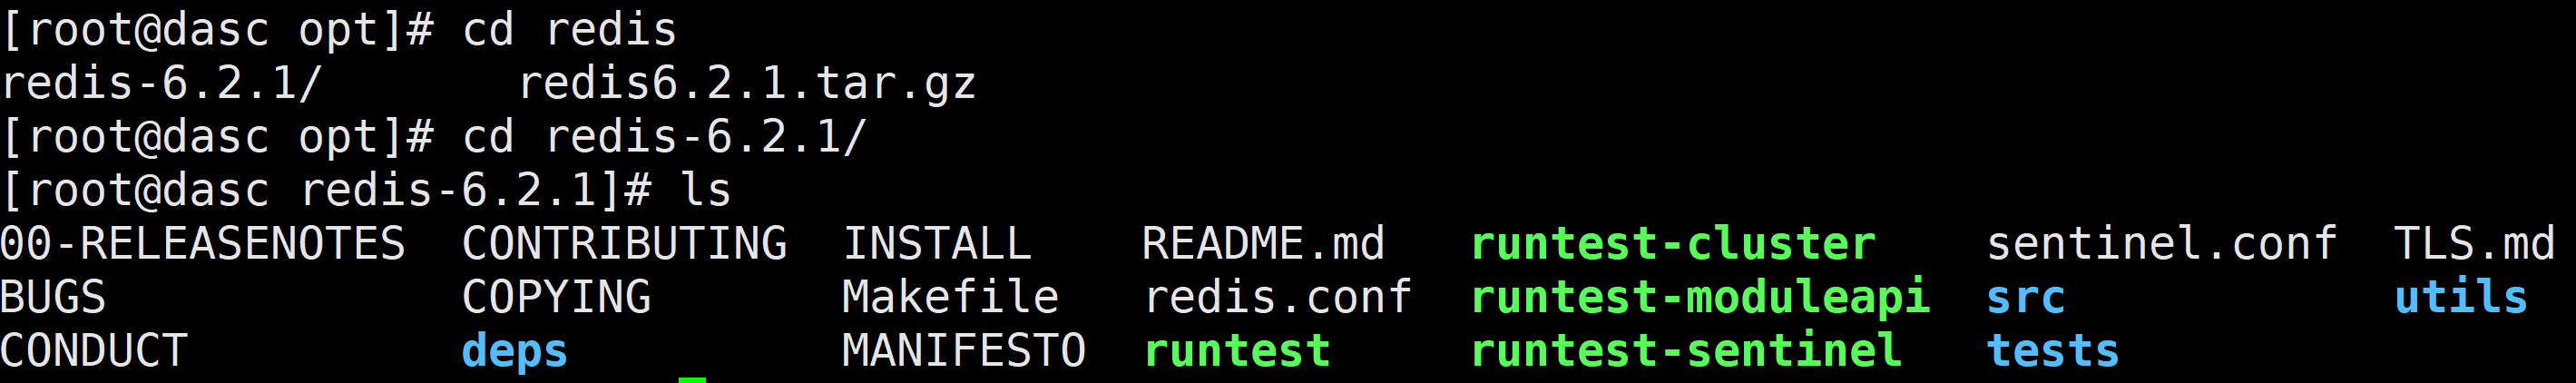 [root@dasc opt]# cd redis
redis-6.2.1/       redis6.2.1.tar.gz
[root@dasc opt]# cd redis-6.2.1/
[root@dasc redis-6.2.1]# ls
00-RELEASENOTES  CONTRIBUTING  INSTALL    README.md   runtest-cluster    sentinel.conf  TLS.md
BUGS             COPYING       Makefile   redis.conf  runtest-moduleapi  src            utils
CONDUCT          deps          MANIFESTO  runtest     runtest-sentinel   tests